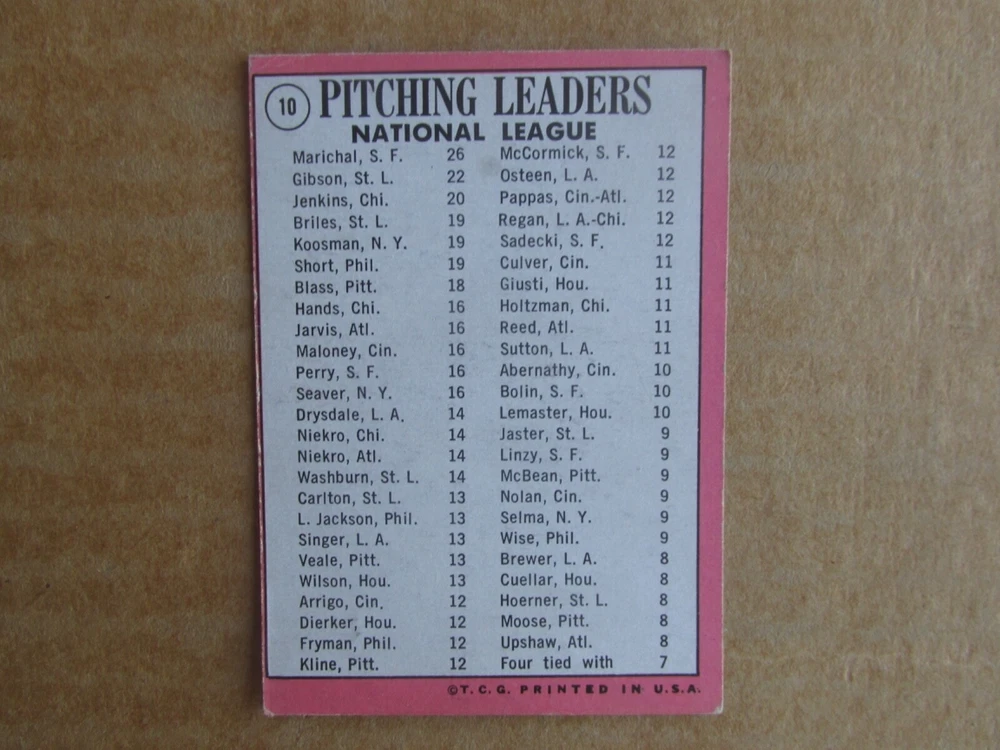 10 PITCHING LEADERS
NATIONAL LEAGUE
Marichal, S. F. 26
Gibson, St. L. 22
Jenkins, Chi. 20
Briles, St. L. 19
Koosman, N. Y. 19
Short, Phil. 19
Blass, Pitt. 18
Hands, Chi. 16
Jarvis, Atl. 16
Maloney, Cin. 16
Perry, S. F. 16
Seaver, N. Y. 16
Drysdale, L. A. 14
Niekro, Chi. 14
Niekro, Atl. 14
Washburn, St. L. 14
Carlton, St. L. 13
L. Jackson, Phil. 13
Singer, L. A. 13
Veale, Pitt. 13
Wilson, Hou. 13
Arrigo, Cin. 12
Dierker, Hou. 12
Fryman, Phil. 12
Kline, Pitt. 12
McCormick, S. F. 12
Osteen, L. A. 12
Pappas, Cin.-Atl. 12
Regan, L. A.-Chi. 12
Sadecki, S. F. 12
Culver, Cin. 11
Giusti, Hou. 11
Holtzman, Chi. 11
Reed, Atl. 11
Sutton, L. A. 11
Abernathy, Cin. 10
Bolin, S. F. 10
Lemaster, Hou. 10
Jaster, St. L. 9
Linzy, S. F. 9
McBean, Pitt. 9
Nolan, Cin. 9
Selma, N. Y. 9
Wise, Phil. 9
Brewer, L. A. 8
Cuellar, Hou. 8
Hoerner, St. L. 8
Moose, Pitt. 8
Upshaw, Atl. 8
Four tied with 7
©T. C. G. PRINTED IN U.S.A.